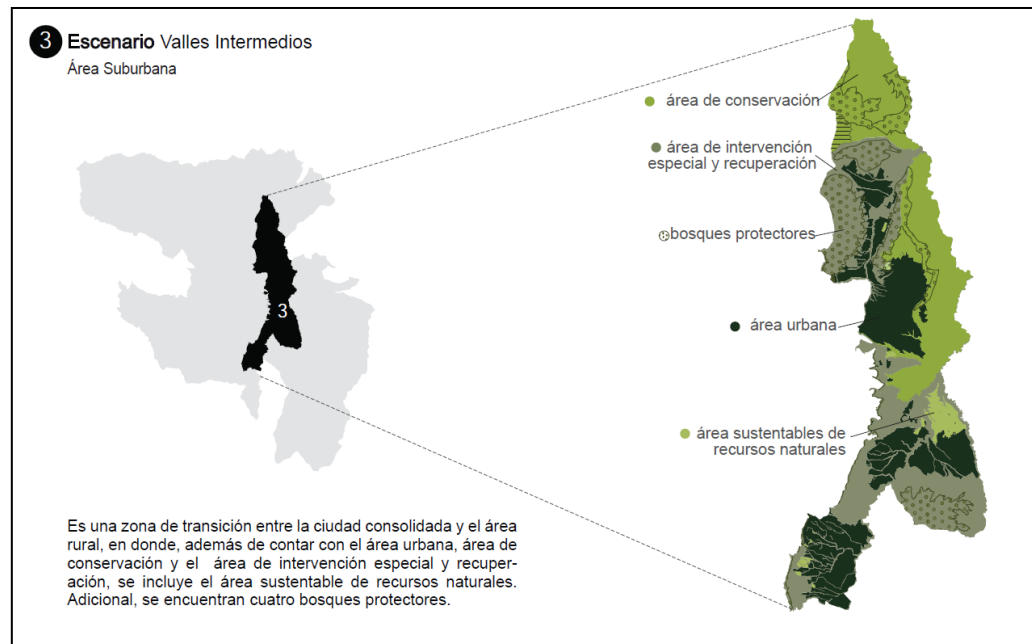 3 Escenario Valles Intermedios
Área Suburbana
área de conservación
área de intervención
especial y recuperación
bosques protectores
3
área urbana
área sustentables de
recursos naturales
Es una zona de transición entre la ciudad consolidada y el área
rural, en donde, además de contar con el área urbana, área de
conservación y el área de intervención especial y recuper-
ación, se incluye el área sustentable de recursos naturales.
Adicional, se encuentran cuatro bosques protectores.